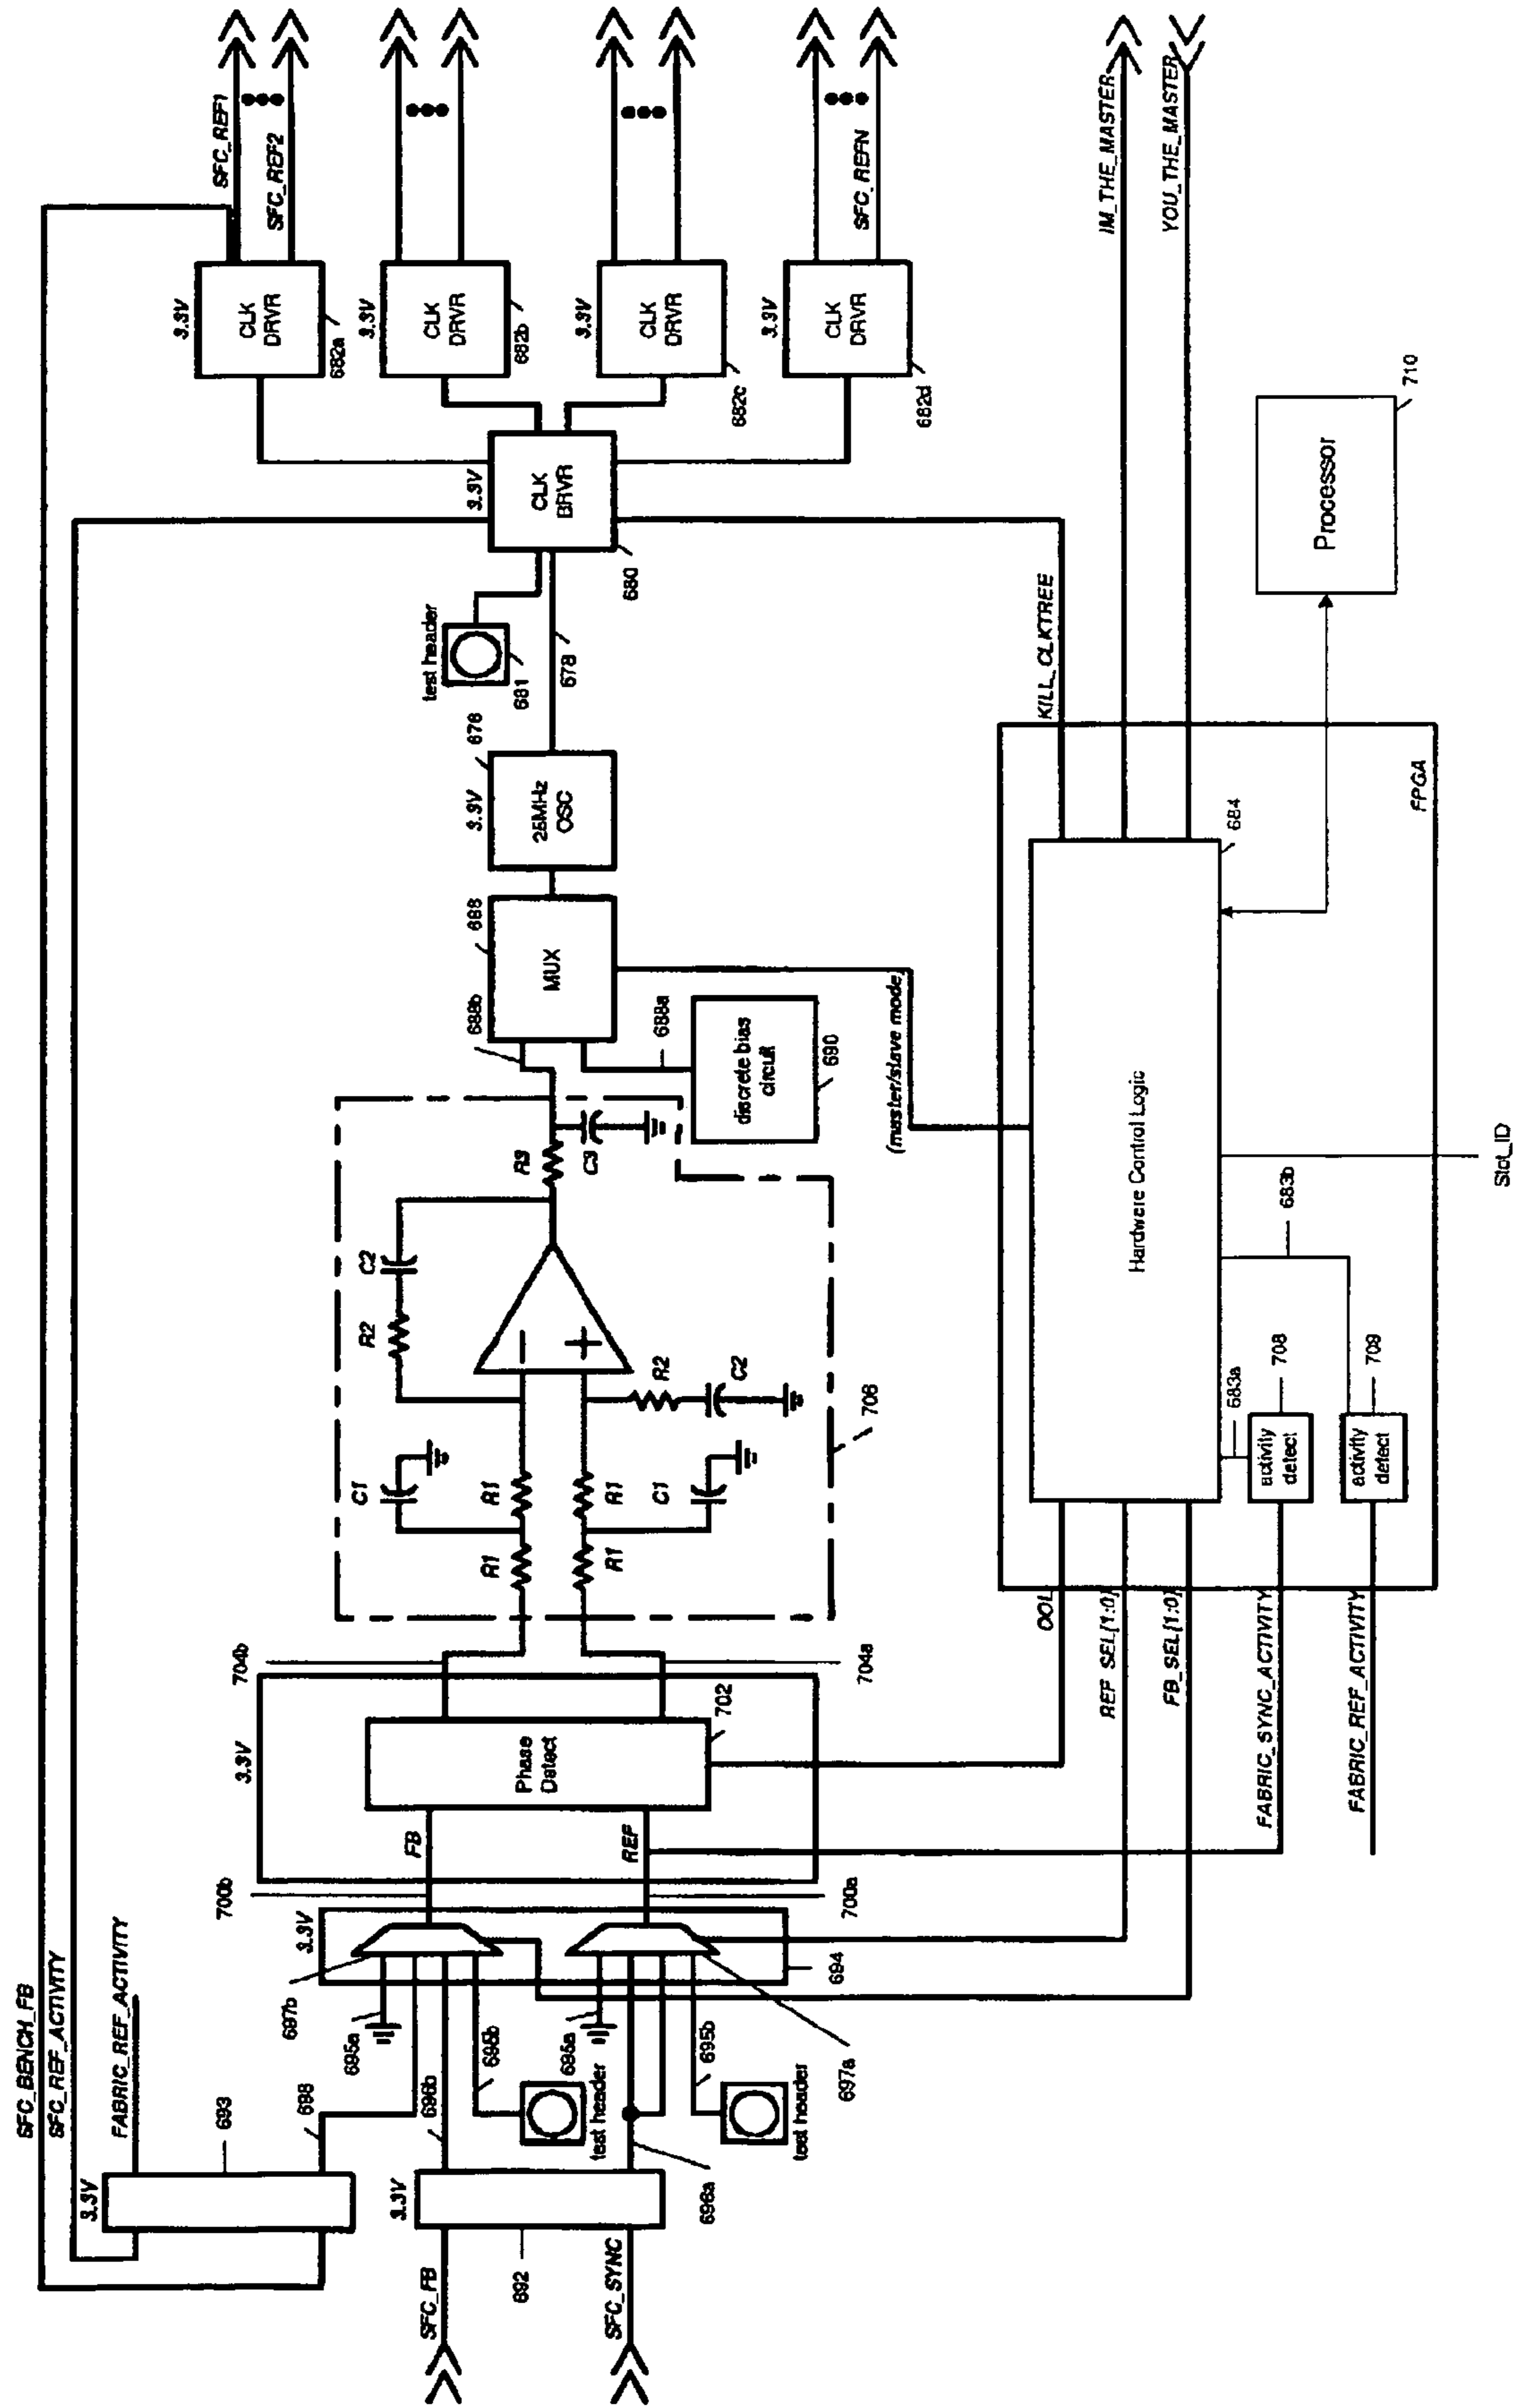 SFC_BENCH_FB
SFC_REF_ACTIVITY
FABRIC_REF_ACTIVITY
3.3V
693
698
SFC_FB
SFC_SYNC
3.3V
692
696b
696a
697b
695a
695b
test header
695a
695b
697a
test header
3.3V
694
700b
700a
3.3V
FB
REF
Phase
Detect
702
704b
704a
R1
C1
R1
R1
R1
C1
R2
C2
R2
C2
R3
C3
706
688b
688a
discrete bias
circuit
690
(master/slave mode)
MUX
688
3.3V
25MHz
OSC
676
678
test header
681
3.3V
CLK
BRVR
680
3.3V
CLK
DRVR
682a
3.3V
CLK
DRVR
682b
3.3V
CLK
DRVR
682c
3.3V
CLK
DRVR
682d
SFC_REF1
SFC_REF2
SFC_REFN
IM_THE_MASTER
YOU_THE_MASTER
KILL_CLKTREE
Processor
710
FPGA
684
Hardware Control Logic
Slot_ID
683b
683a
activity
detect
708
activity
detect
709
OOL
REF SEL[1:0]
FB_SEL[1:0]
FABRIC_SYNC_ACTIVITY
FABRIC_REF_ACTIVITY